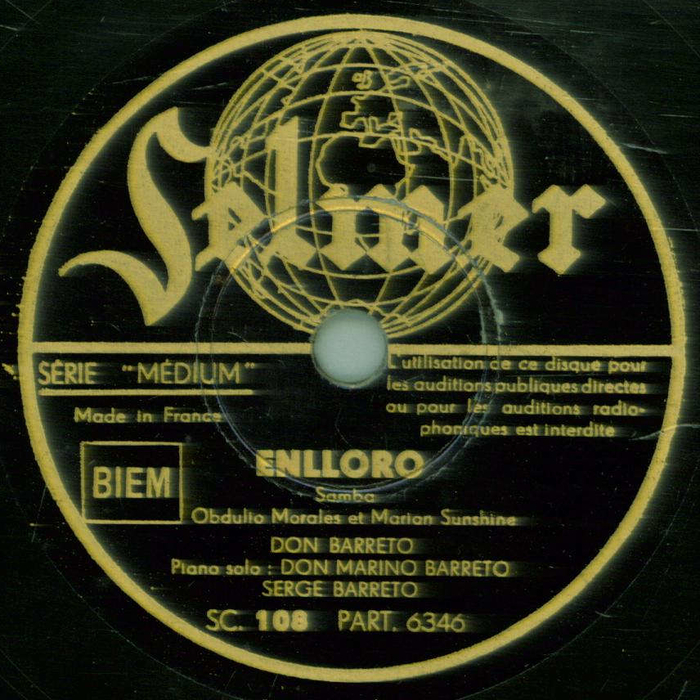 Selmer
SÉRIE "MÉDIUM"
Made in France
L'utilisation de ce disque pour
les auditions publiques directes
ou pour les auditions radio-
phoniques est interdite
BIEM
ENLLORO
Samba
Obdulio Morales et Marian Sunshine
DON BARRETO
Piano solo : DON MARINO BARRETO
SERGE BARRETO
SC. 108 PART. 6346